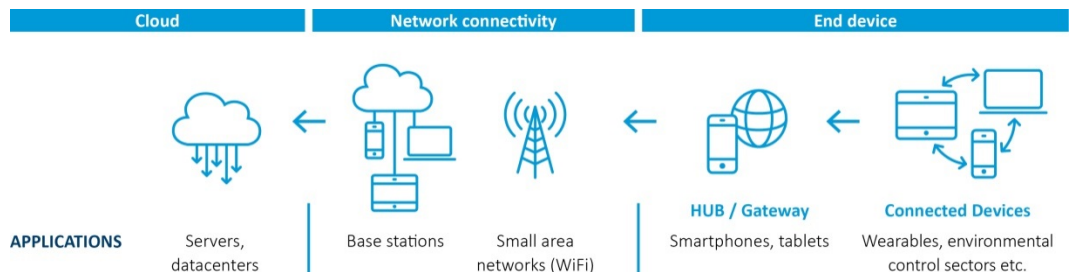 Cloud
Network connectivity
End device
HUB / Gateway
Connected Devices
APPLICATIONS
Servers,
datacenters
Base stations
Small area
networks (WiFi)
Smartphones, tablets
Wearables, environmental
control sectors etc.